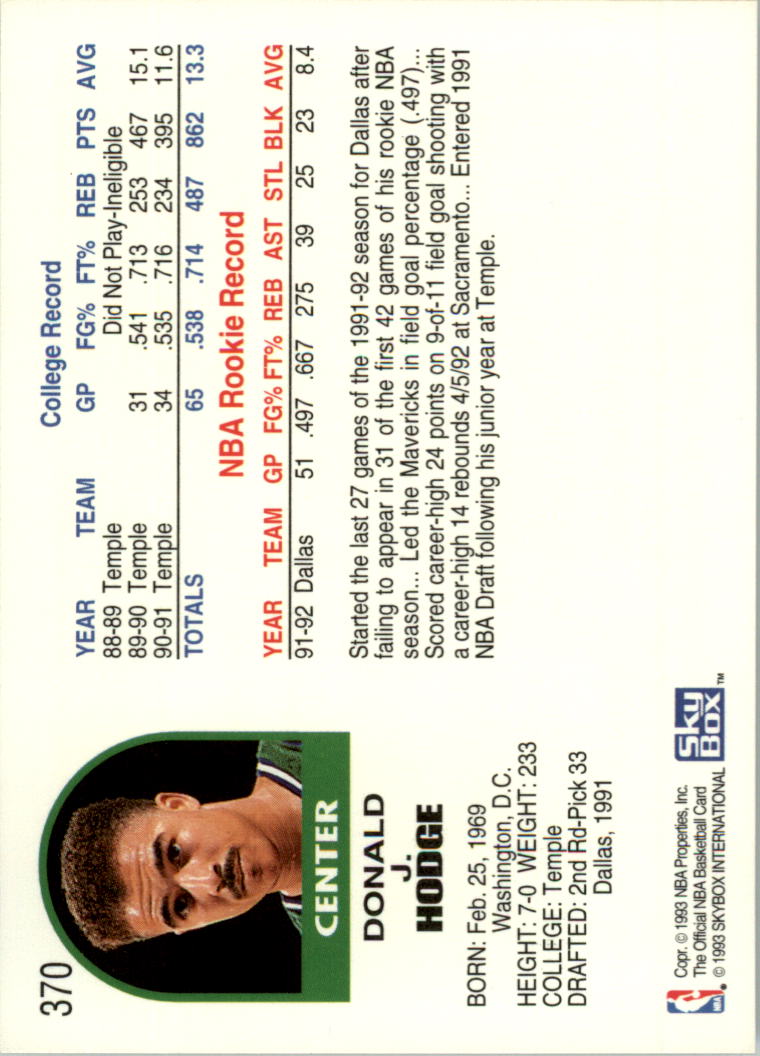 370
CENTER
DONALD
J.
HODGE
BORN: Feb. 25, 1969
Washington, D.C.
HEIGHT: 7-0 WEIGHT: 233
COLLEGE: Temple
DRAFTED: 2nd Rd-Pick 33
Dallas, 1991
College Record
YEAR TEAM GP FG% FT% REB PTS AVG
88-89 Temple Did Not Play-Ineligible
89-90 Temple 31 .541 .713 253 467 15.1
90-91 Temple 34 .535 .716 234 395 11.6
TOTALS 65 .538 .714 487 862 13.3
NBA Rookie Record
YEAR TEAM GP FG% FT% REB AST STL BLK AVG
91-92 Dallas 51 .497 .667 275 39 25 23 8.4
Started the last 27 games of the 1991-92 season for Dallas after
failing to appear in 31 of the first 42 games of his rookie NBA
season... Led the Mavericks in field goal percentage (.497)...
Scored career-high 24 points on 9-of-11 field goal shooting with
a career-high 14 rebounds 4/5/92 at Sacramento... Entered 1991
NBA Draft following his junior year at Temple.
NBA
Copr. © 1993 NBA Properties, Inc.
The Official NBA Basketball Card
© 1993 SKYBOX INTERNATIONAL
Sky
Box
™